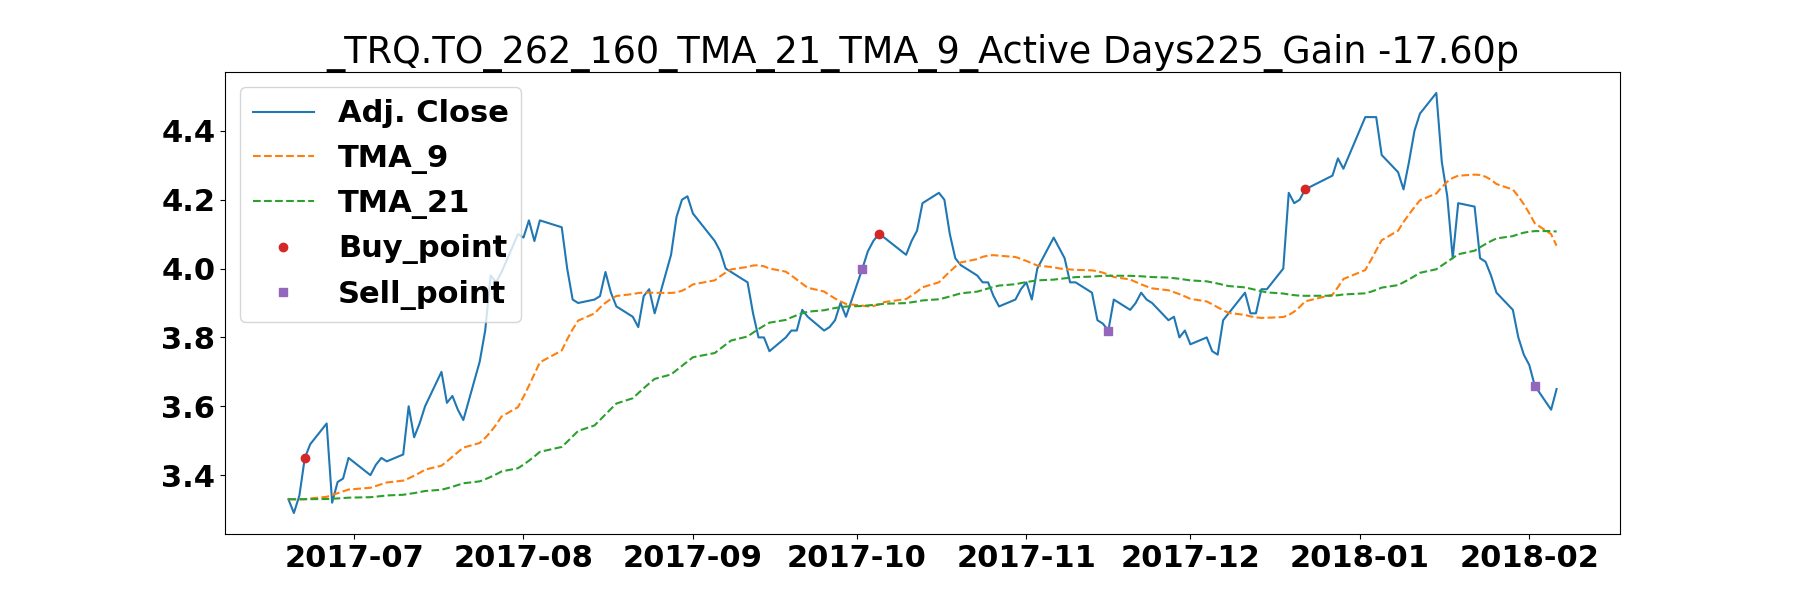 _TRQ.TO_262_160_TMA_21_TMA_9_Active Days225_Gain -17.60p
Adj. Close
TMA_9
TMA_21
Buy_point
Sell_point
4.4
4.2
4.0
3.8
3.6
3.4
2017-07 2017-08 2017-09 2017-10 2017-11 2017-12 2018-01 2018-02